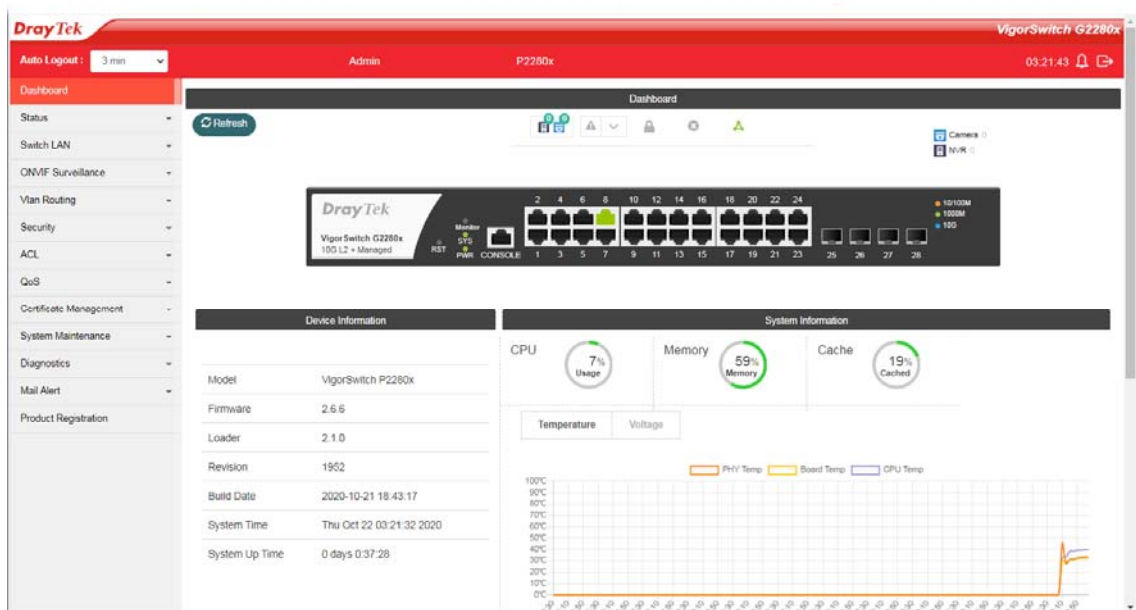 DrayTek
VigorSwitch G2280x
Auto Logout : 3 min
Admin
P2280x
03:21:43
Dashboard
Status
Switch LAN
ONVIF Surveillance
Vlan Routing
Security
ACL
QoS
Certificate Management
System Maintenance
Diagnostics
Mail Alert
Product Registration
Dashboard
Refresh
0 0
Camera 0
NVR 0
DrayTek
VigorSwitch G2280x
10G L2 + Managed
RST
Monitor
SYS
PWR
CONSOLE
2 4 6 8 10 12 14 16 18 20 22 24
1 3 5 7 9 11 13 15 17 19 21 23 25 26 27 28
10/100M
1000M
10G
Device Information
Model VigorSwitch P2280x
Firmware 2.6.6
Loader 2.1.0
Revision 1952
Build Date 2020-10-21 18:43:17
System Time Thu Oct 22 03:21:32 2020
System Up Time 0 days 0:37:28
System Information
CPU
7%
Usage
Memory
59%
Memory
Cache
19%
Cached
Temperature Voltage
PHY Temp Board Temp CPU Temp
100°C
90°C
80°C
70°C
60°C
50°C
40°C
30°C
20°C
10°C
0°C